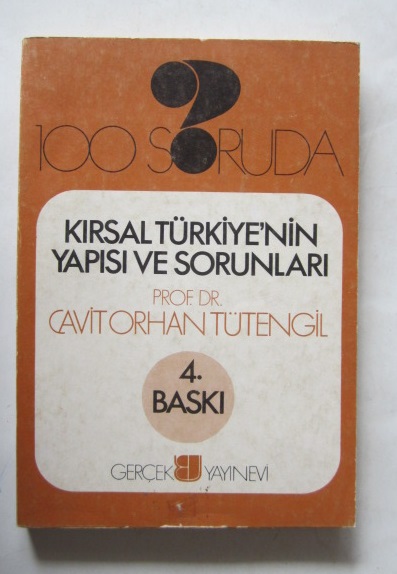 100 SORUDA
KIRSAL TÜRKİYE'NİN
YAPISI VE SORUNLARI
PROF. DR.
CAVİT ORHAN TÜTENGİL
4.
BASKI
GERÇEK YAYINEVİ